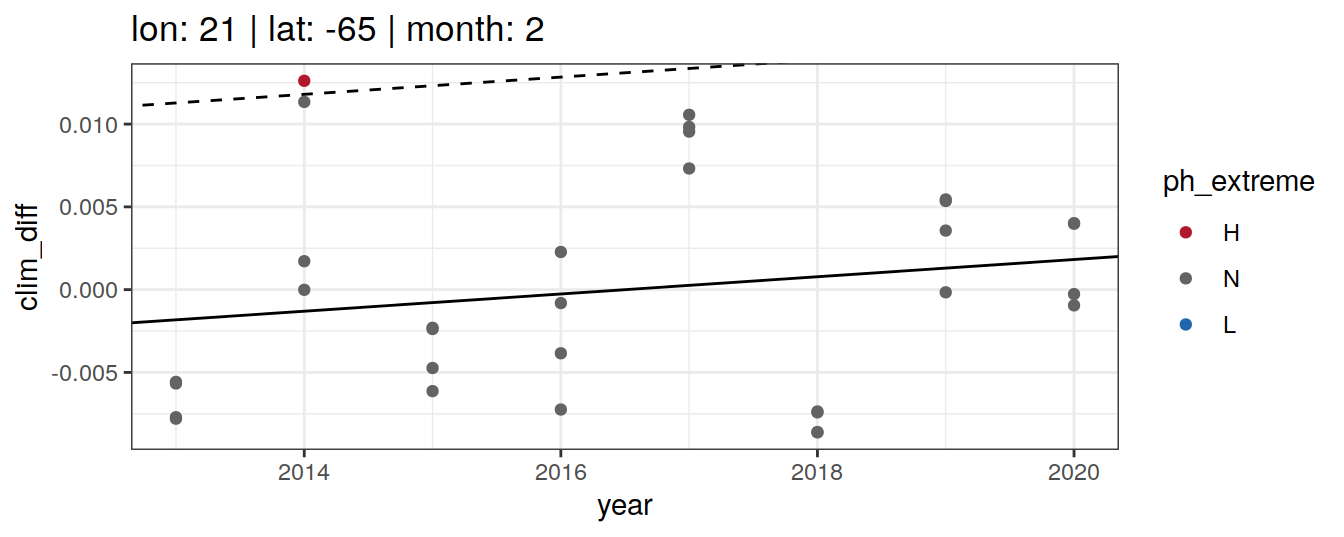 lon: 21 | lat: -65 | month: 2
clim_diff
0.010
0.005
0.000
-0.005
2014
2016
2018
2020
year
ph_extreme
H
N
L